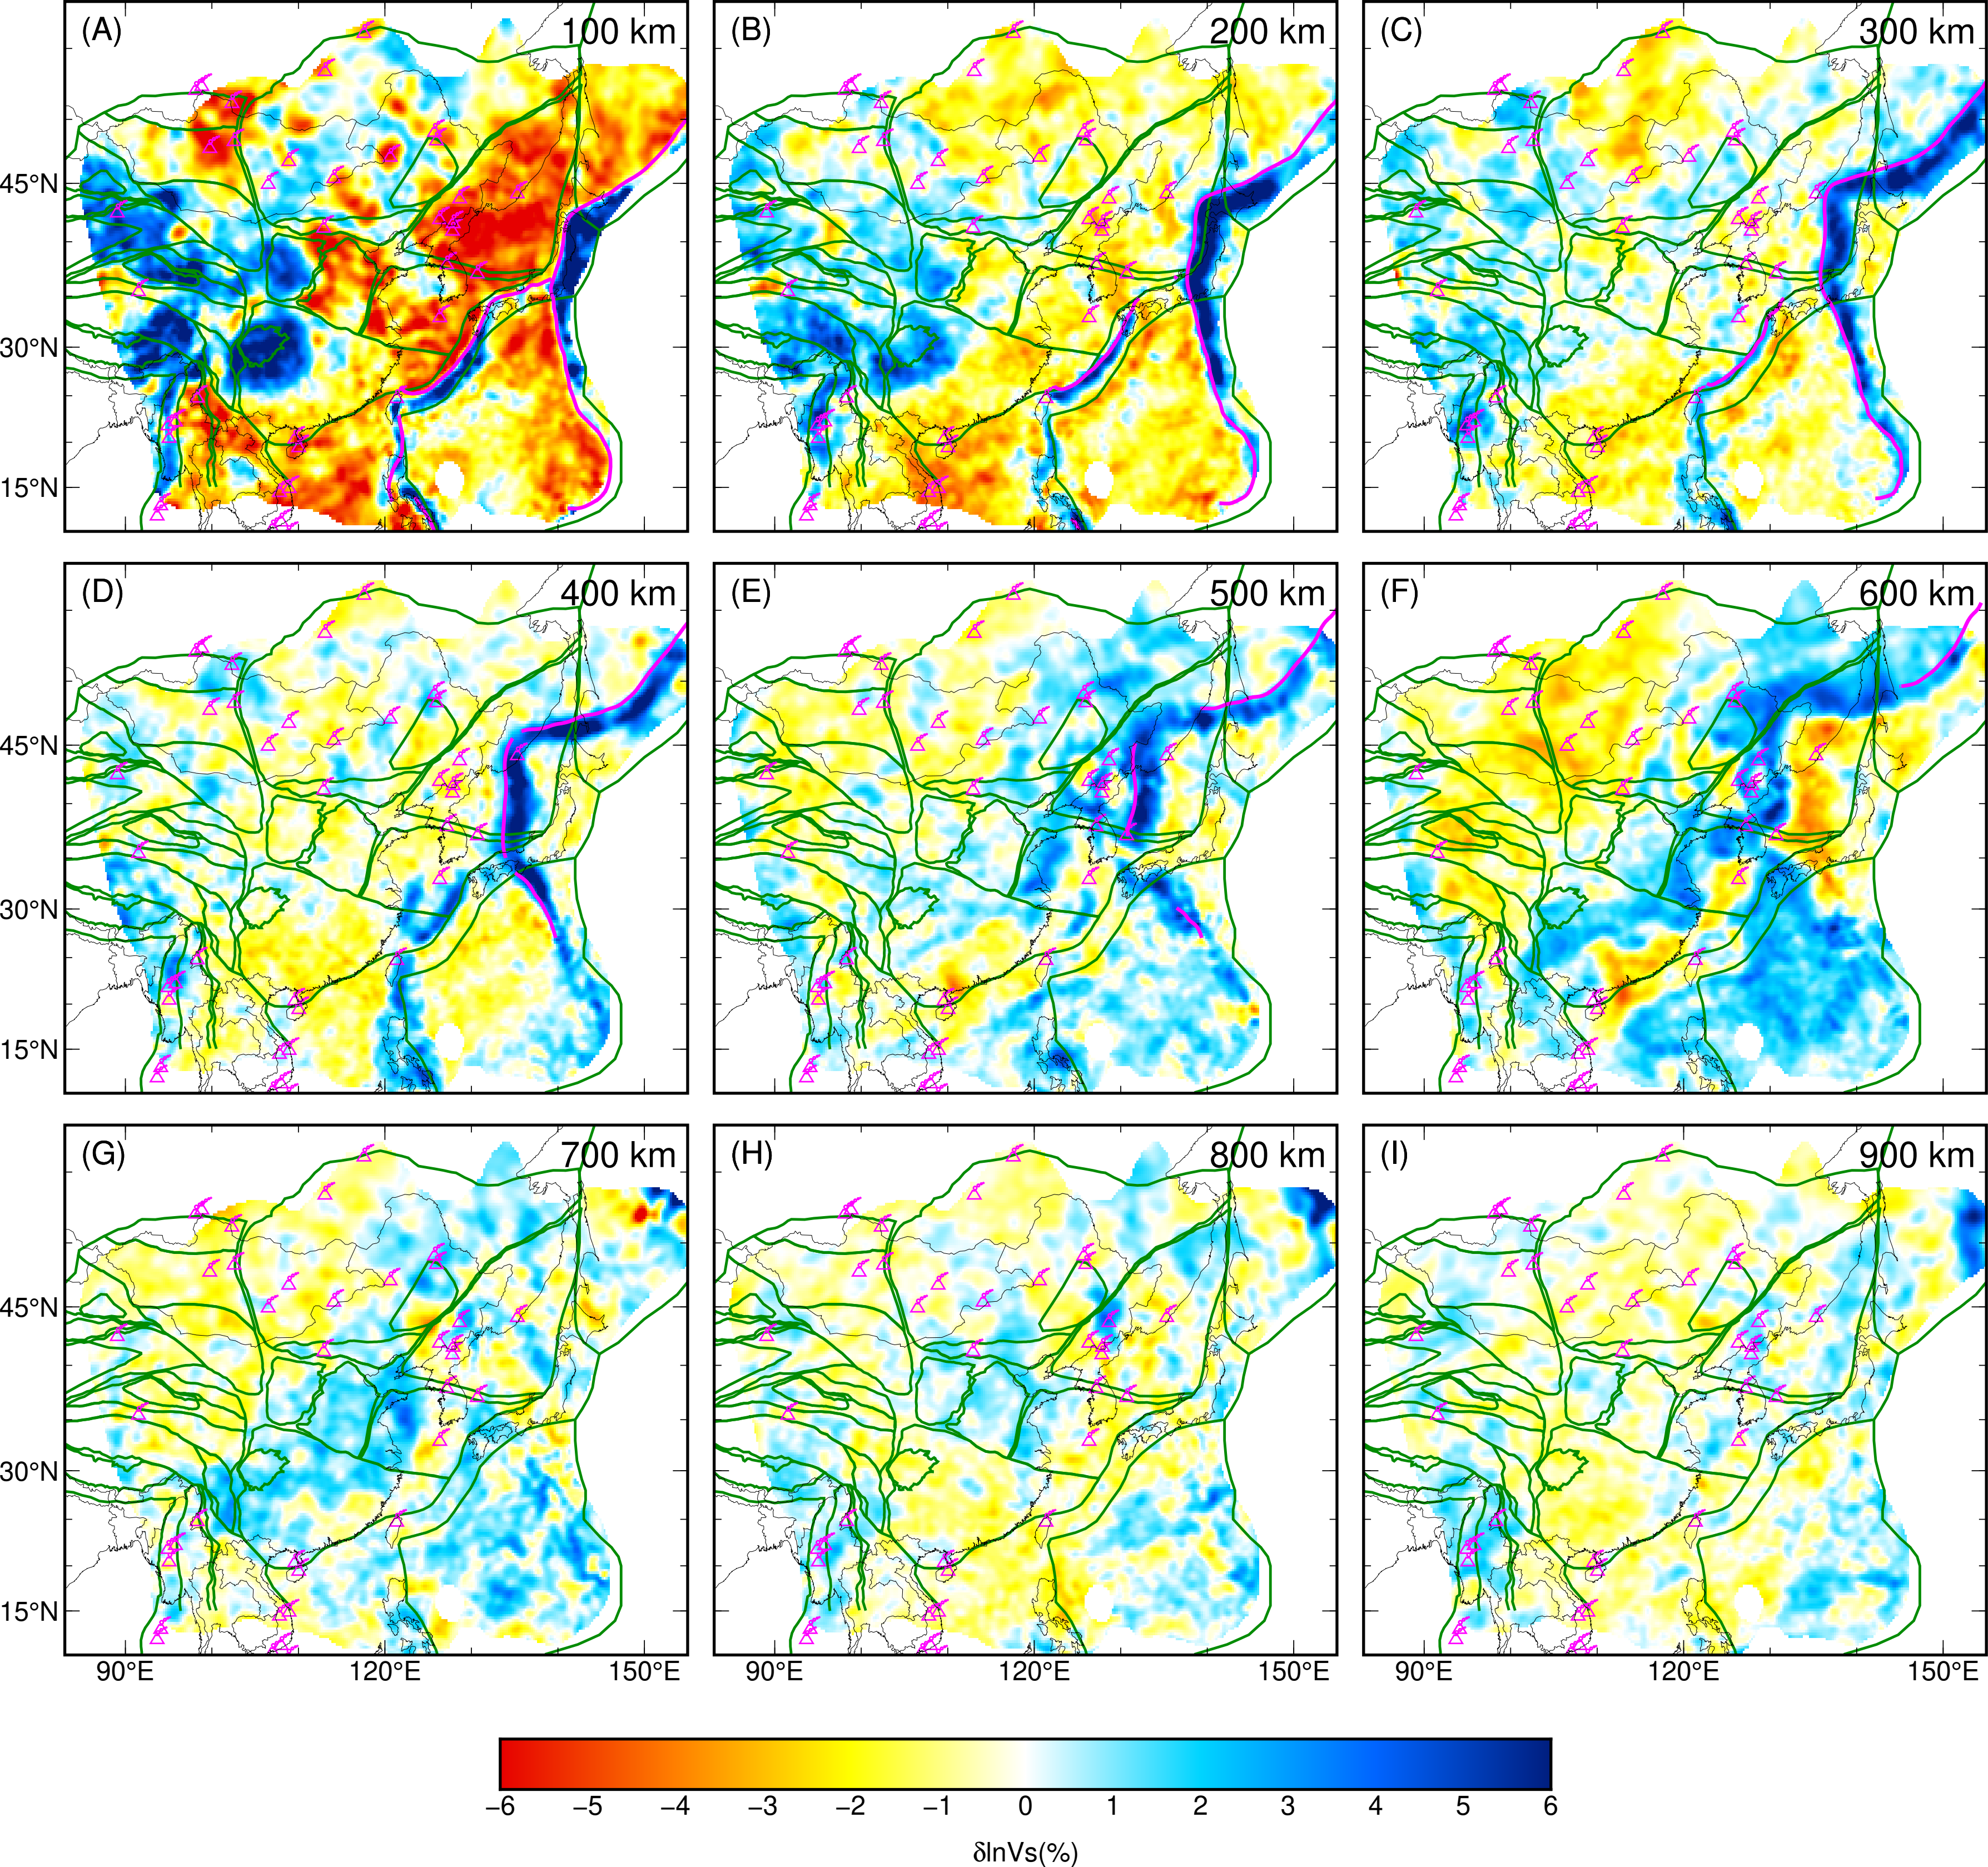 (A) 100 km
(B) 200 km
(C) 300 km
45°N
30°N
15°N
(D) 400 km
(E) 500 km
(F) 600 km
45°N
30°N
15°N
(G) 700 km
(H) 800 km
(I) 900 km
45°N
30°N
15°N
90°E 120°E 150°E
90°E 120°E 150°E
90°E 120°E 150°E
−6 −5 −4 −3 −2 −1 0 1 2 3 4 5 6
δlnVs(%)